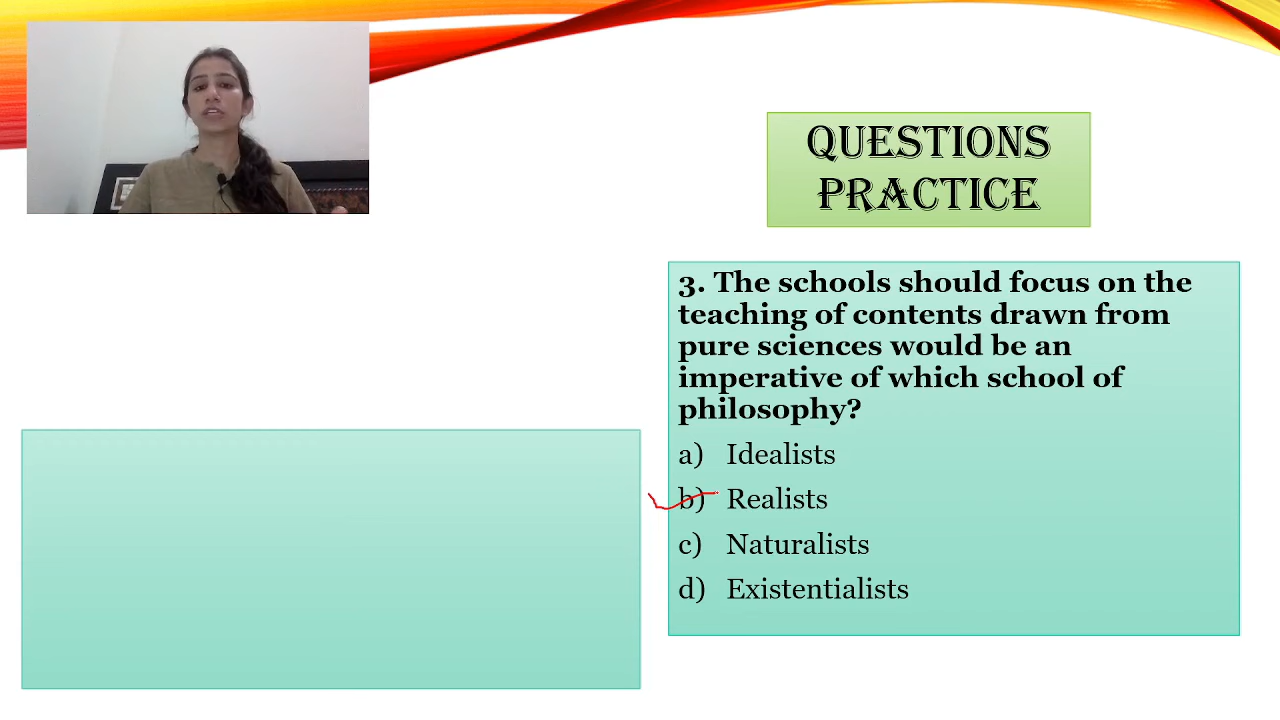 QUESTIONS
PRACTICE
3. The schools should focus on the
teaching of contents drawn from
pure sciences would be an
imperative of which school of
philosophy?
a) Idealists
b) Realists
c) Naturalists
d) Existentialists